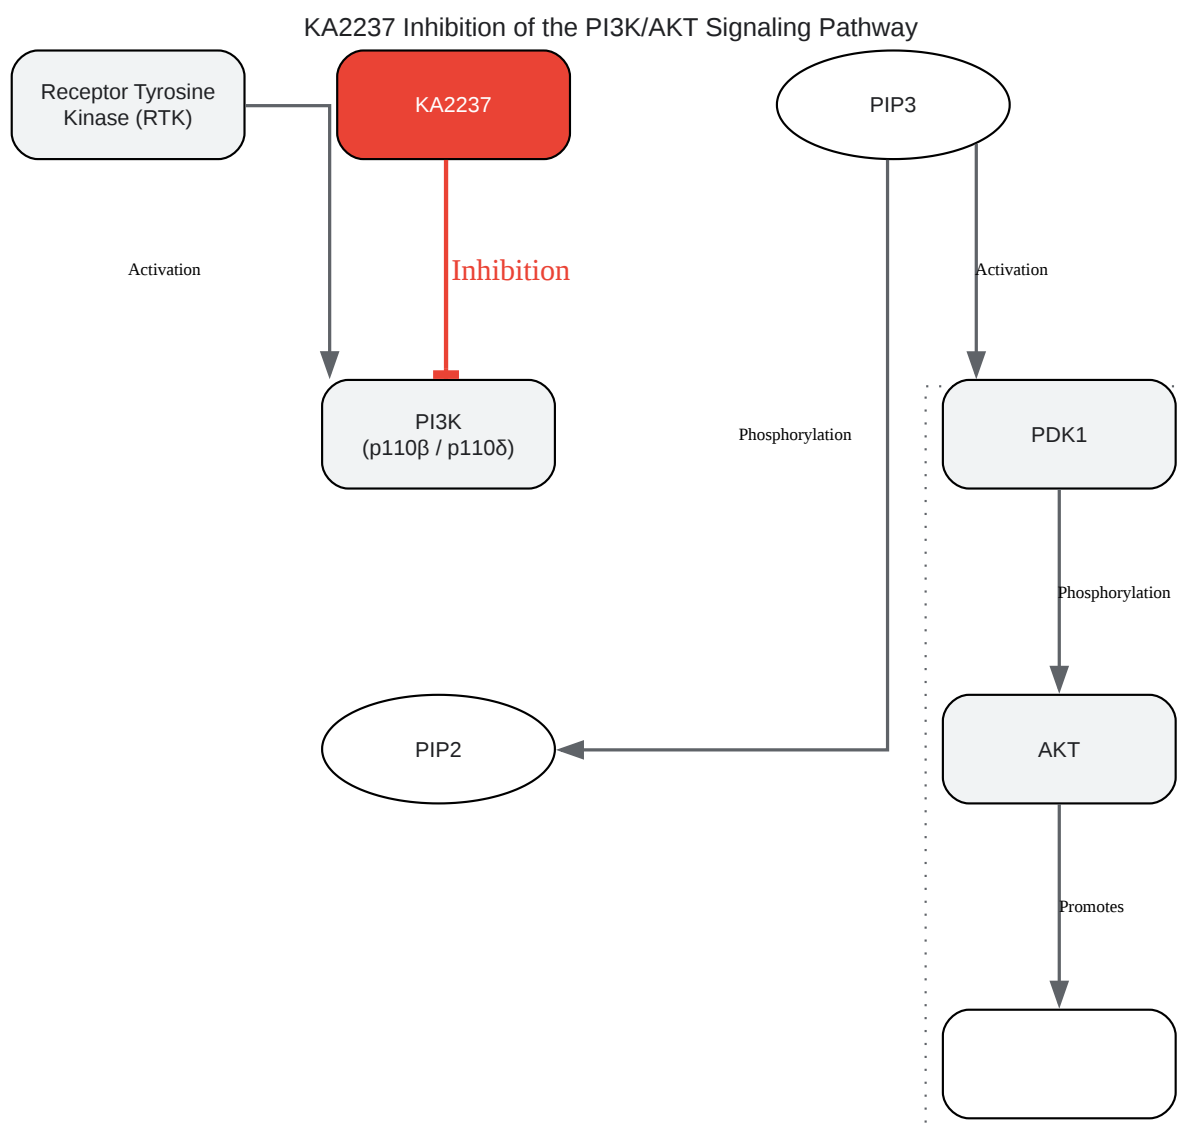 KA2237 Inhibition of the PI3K/AKT Signaling Pathway
Receptor Tyrosine
Kinase (RTK)
KA2237
PIP3
Activation
Inhibition
Activation
PI3K
(p110β / p110δ)
Phosphorylation
PDK1
Phosphorylation
PIP2
AKT
Promotes